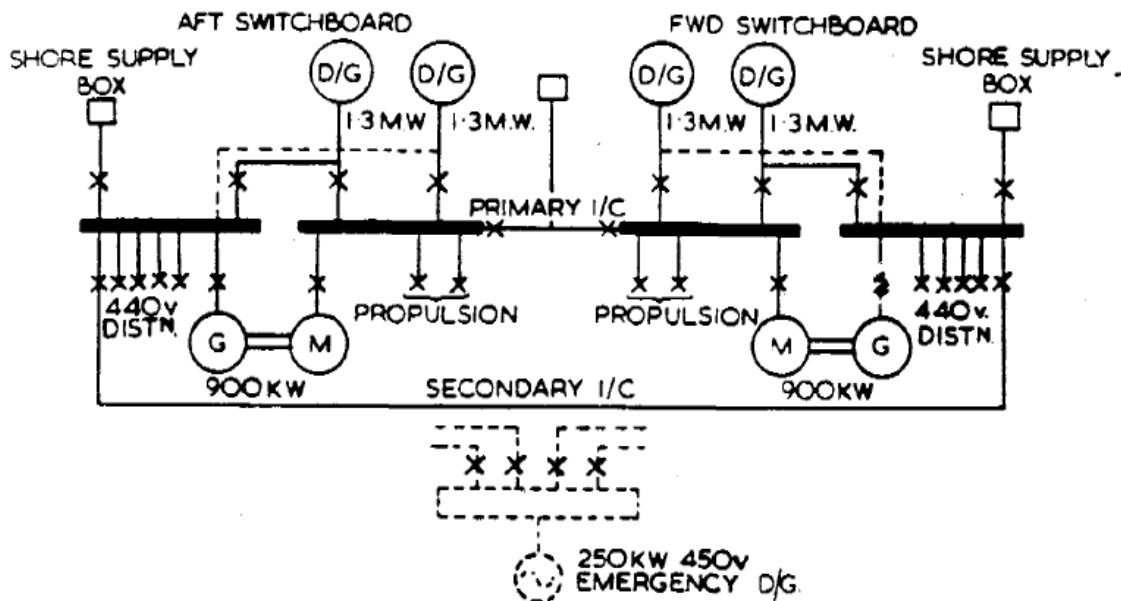 AFT SWITCHBOARD
FWD SWITCHBOARD
SHORE SUPPLY
BOX
D/G
D/G
D/G
D/G
SHORE SUPPLY
BOX
1·3 M.W
1·3 M.W.
1·3 M.W
1·3 M.W.
PRIMARY I/C
440v
DISTN.
PROPULSION
PROPULSION
440v.
DISTN.
G
M
M
G
900KW
900KW
SECONDARY I/C
250KW 450v
EMERGENCY D/G.